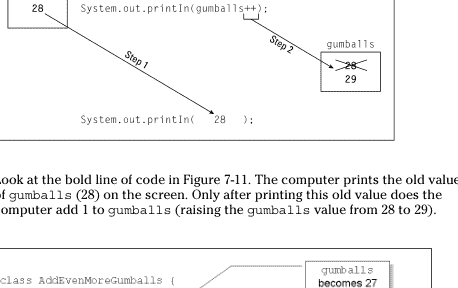 28 System.out.println(gumballs++);
Step 1
Step 2
gumballs
28
29
System.out.println( 28 );
Look at the bold line of code in Figure 7-11. The computer prints the old value
of gumballs (28) on the screen. Only after printing this old value does the
computer add 1 to gumballs (raising the gumballs value from 28 to 29).
class AddEvenMoreGumballs {
gumballs
becomes 27